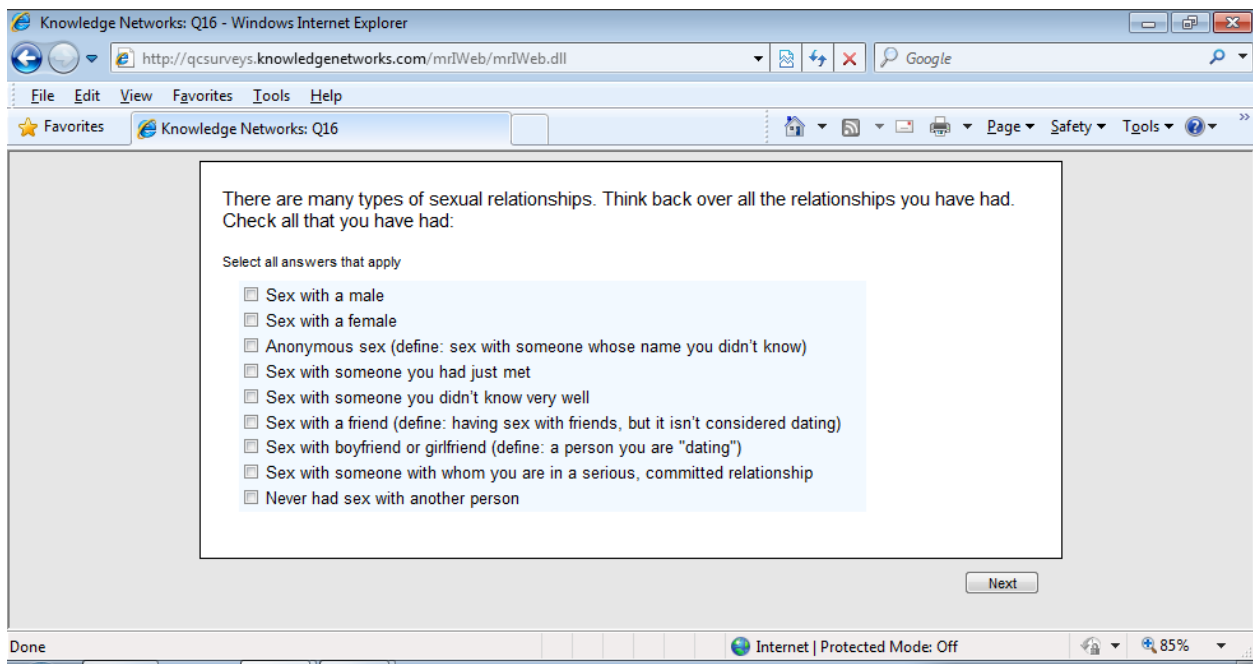 Knowledge Networks: Q16 - Windows Internet Explorer
http://qcsurveys.knowledgenetworks.com/mrIWeb/mrIWeb.dll
Google
File Edit View Favorites Tools Help
Favorites Knowledge Networks: Q16 Page Safety Tools
There are many types of sexual relationships. Think back over all the relationships you have had.
Check all that you have had:
Select all answers that apply
Sex with a male
Sex with a female
Anonymous sex (define: sex with someone whose name you didn't know)
Sex with someone you had just met
Sex with someone you didn't know very well
Sex with a friend (define: having sex with friends, but it isn't considered dating)
Sex with boyfriend or girlfriend (define: a person you are "dating")
Sex with someone with whom you are in a serious, committed relationship
Never had sex with another person
Next
Done Internet | Protected Mode: Off 85%